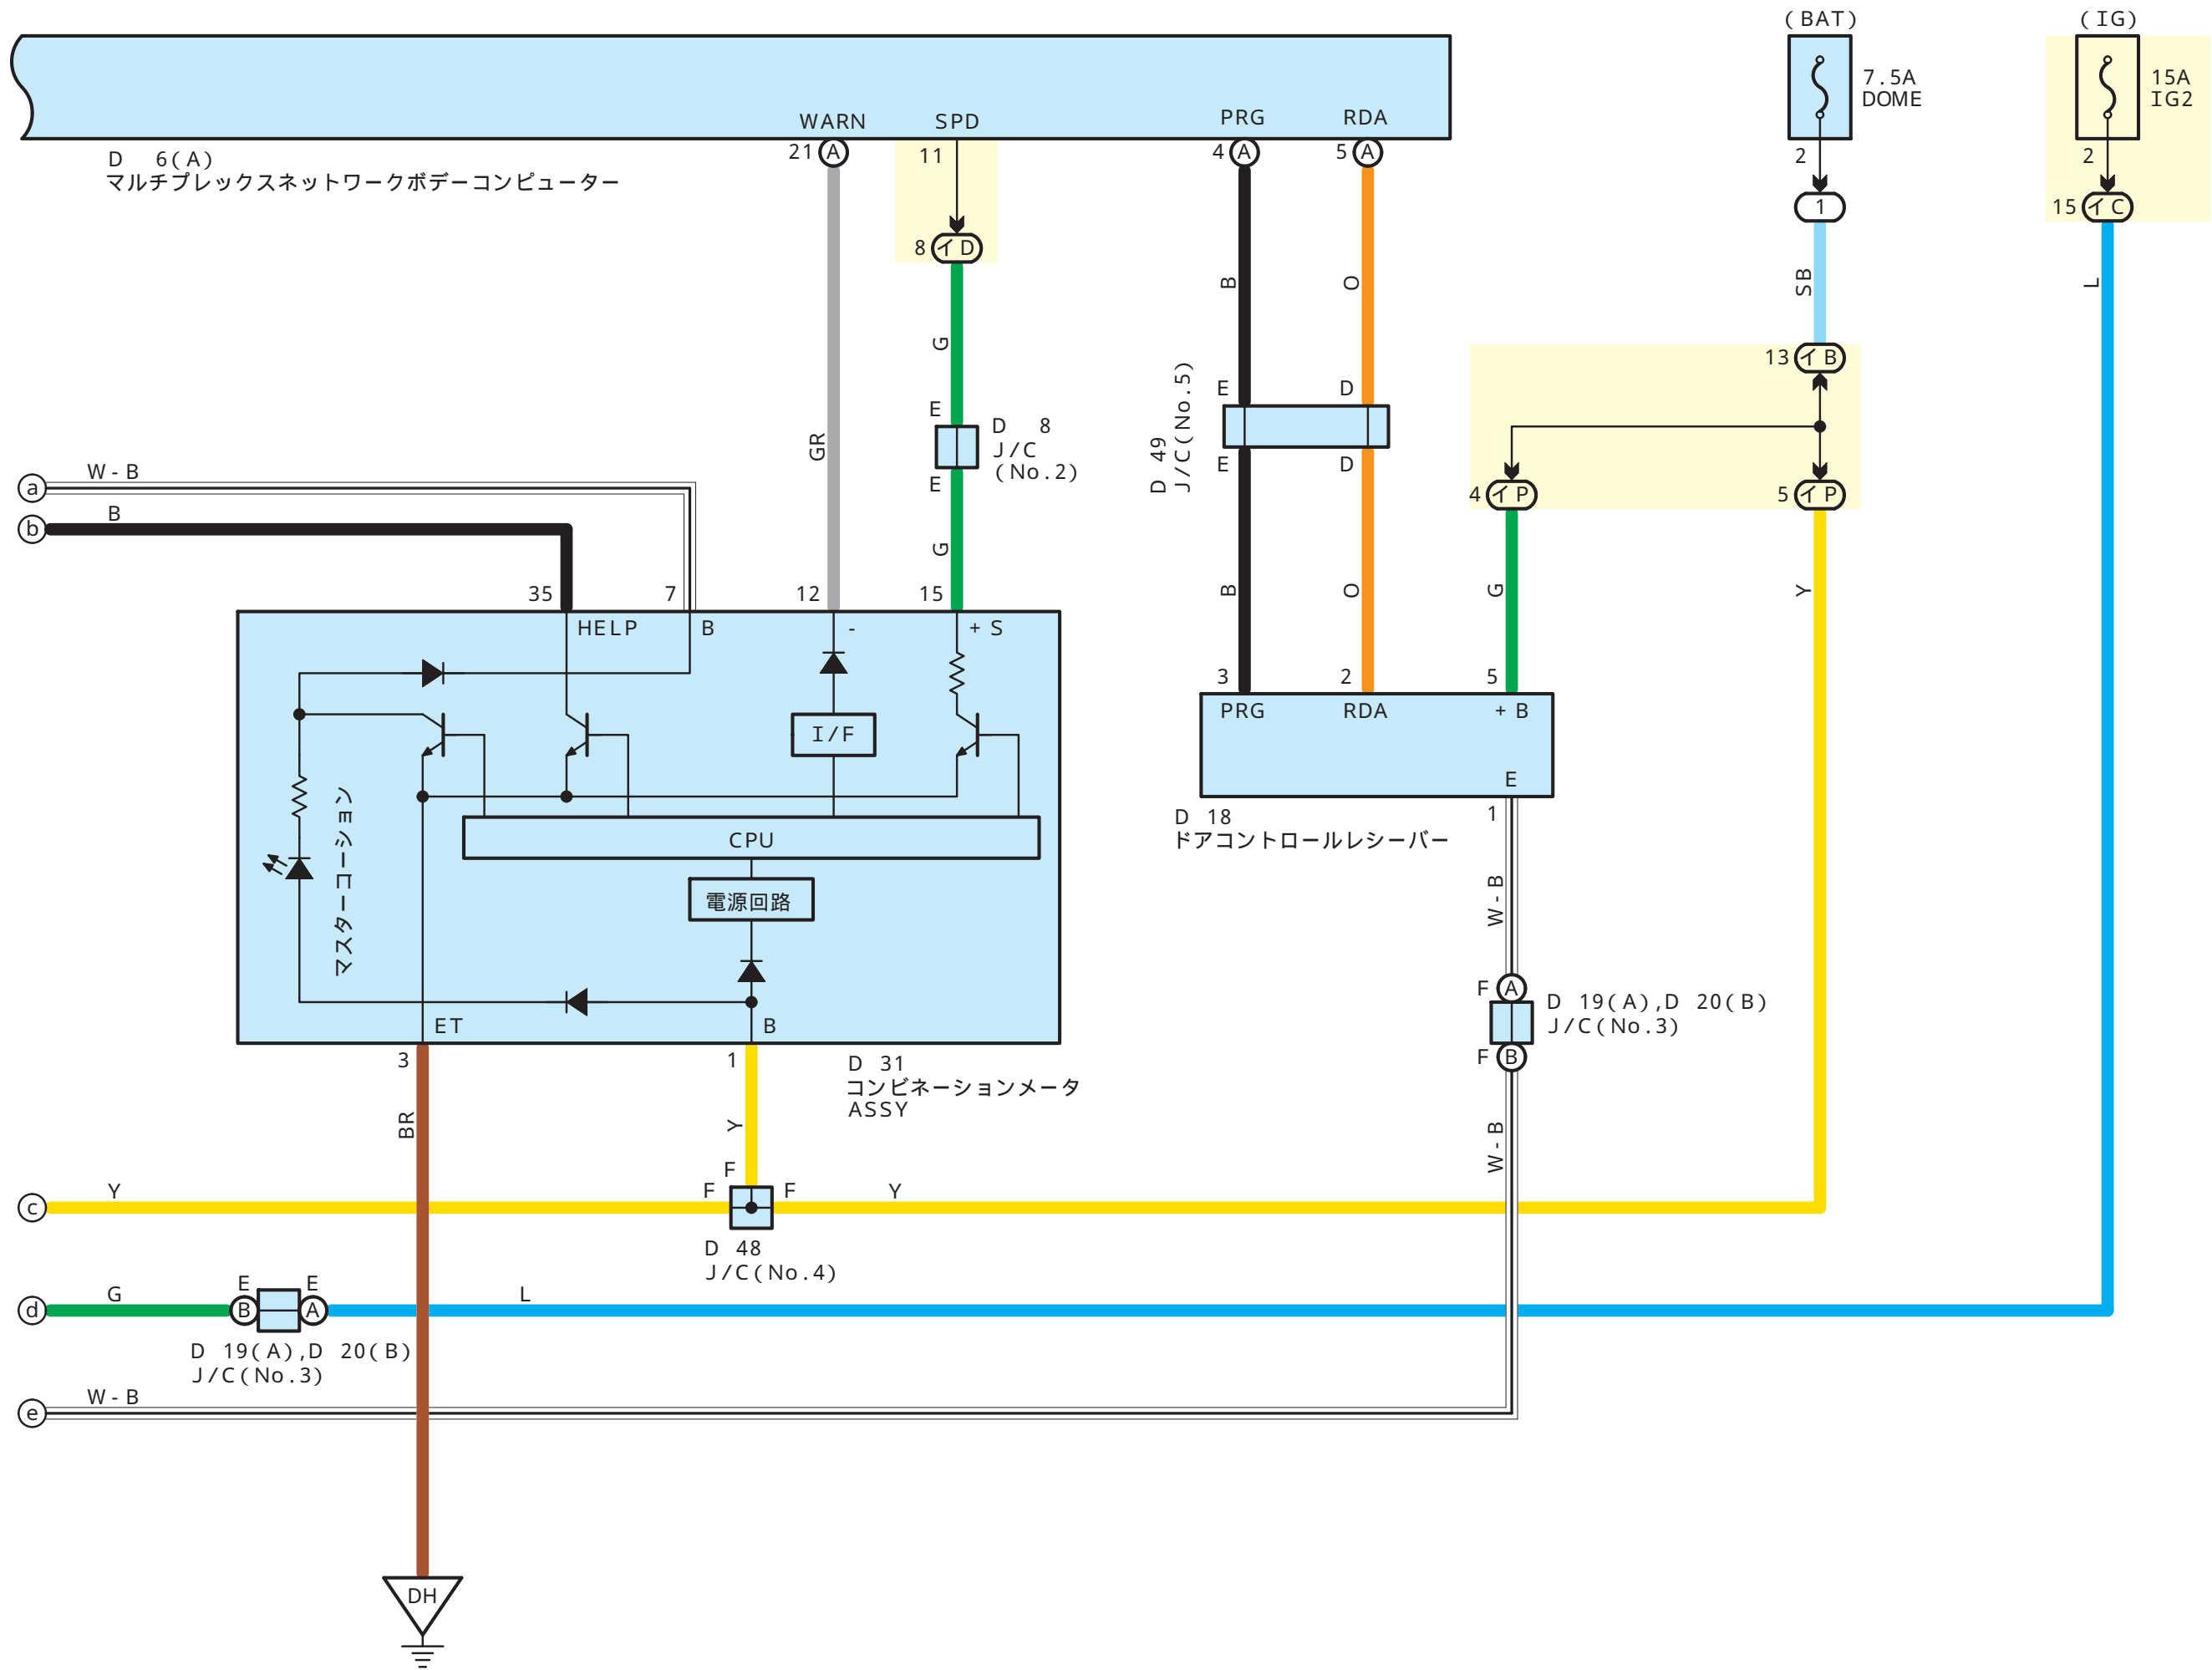 (BAT)
(IG)
7.5A
DOME
15A
IG2
WARN
SPD
PRG
RDA
21 A
11
4 A
5 A
2
2
D 6(A)
マルチプレックスネットワークボデーコンピューター
1
15 イC
8 イD
SB
L
B
O
G
13 イB
D 49
J/C(No.5)
E
D
E
D 8
J/C
(No.2)
GR
E
D
E
a
W-B
4 イP
5 イP
b
B
G
35
7
12
15
B
O
G
Y
HELP
B
-
+S
3
2
5
PRG
RDA
+B
I/F
E
マスターコーション
CPU
D 18
ドアコントロールレシーバー
1
電源回路
W-B
F A
D 19(A),D 20(B)
J/C(No.3)
F B
ET
B
3
1
D 31
コンビネーションメータ
ASSY
BR
Y
W-B
F
c
Y
F
F
Y
D 48
J/C(No.4)
d
G
E
E
B
A
L
D 19(A),D 20(B)
J/C(No.3)
e
W-B
DH